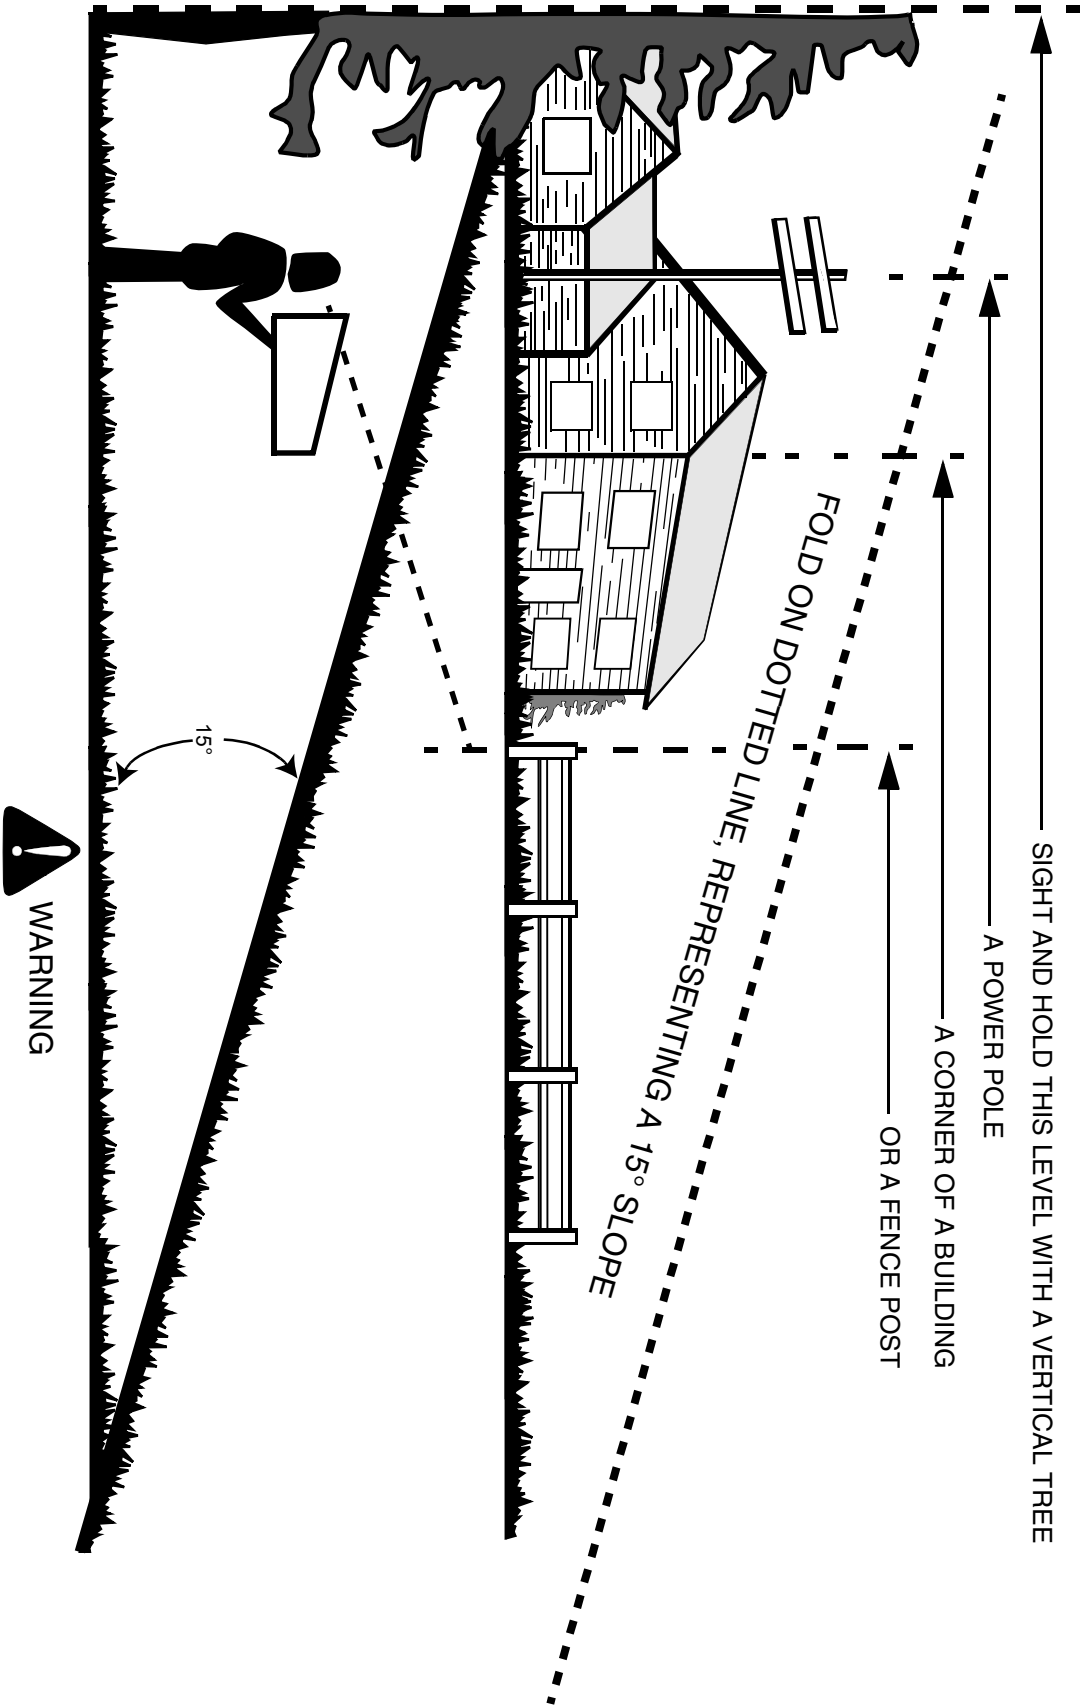 SIGHT AND HOLD THIS LEVEL WITH A VERTICAL TREE
A POWER POLE
A CORNER OF A BUILDING
OR A FENCE POST
FOLD ON DOTTED LINE, REPRESENTING A 15° SLOPE
15°
WARNING